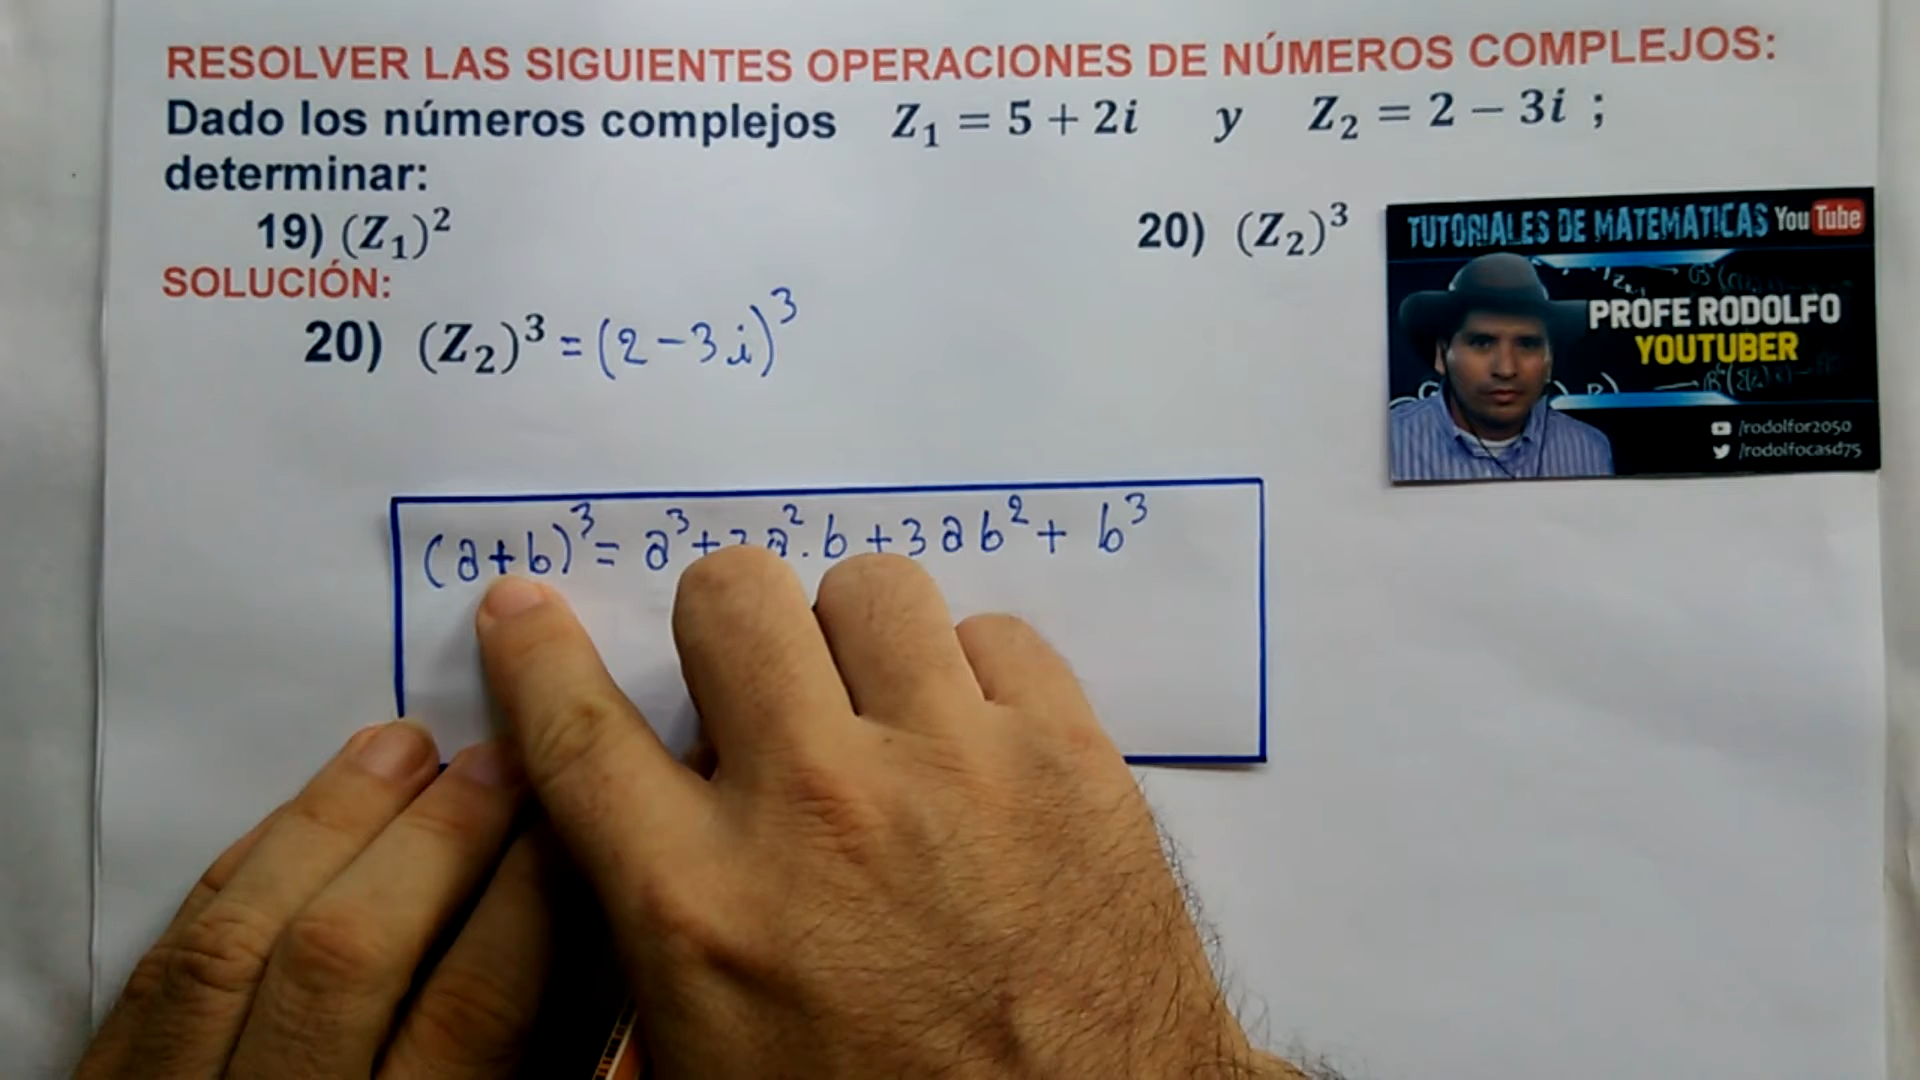 RESOLVER LAS SIGUIENTES OPERACIONES DE NÚMEROS COMPLEJOS:
Dado los números complejos Z₁ = 5 + 2i y Z₂ = 2 − 3i ;
determinar:
19) (Z₁)² 20) (Z₂)³
SOLUCIÓN:
20) (Z₂)³ = (2 − 3i)³
TUTORIALES DE MATEMATICAS YouTube
PROFE RODOLFO
YOUTUBER
/rodolfor2050
/rodolfocasd75
(a+b)³ = a³ + a².b + 3ab² + b³